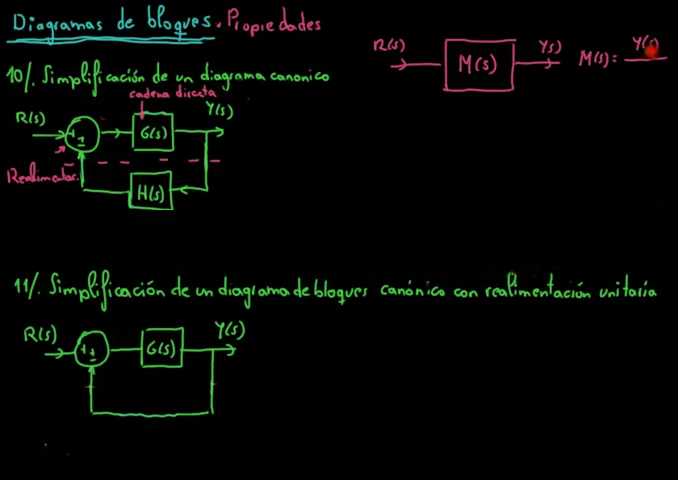 Diagramas de bloques. Propiedades
R(s) M(s) Y(s) M(s): Y(s)
10/. Simplificación de un diagrama canonico
cadena directa
R(s) + ± G(s) Y(s)
Realimentac.
H(s)
11/. Simplificación de un diagrama de bloques canónico con realimentación unitaria
R(s) + ± G(s) Y(s)